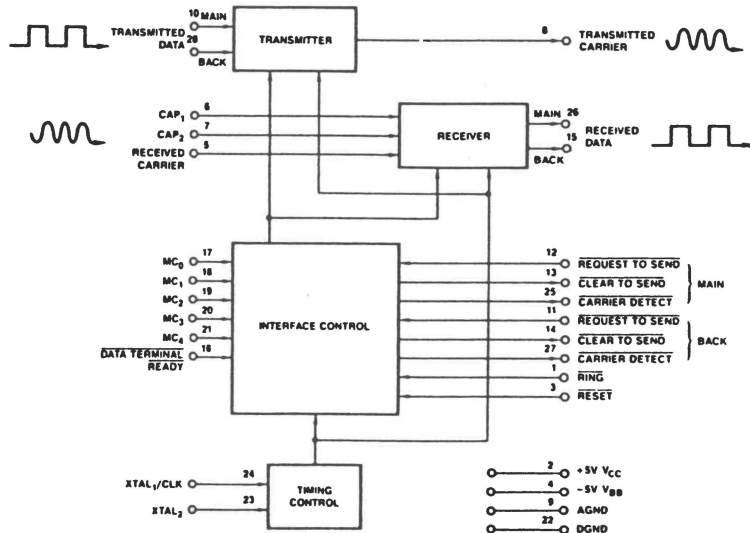 10 MAIN
TRANSMITTED
DATA 28
BACK
TRANSMITTER
8
TRANSMITTED
CARRIER
CAP1 6
CAP2 7
RECEIVED
CARRIER 5
RECEIVER
MAIN 26
15
BACK
RECEIVED
DATA
MC0 17
MC1 18
MC2 19
MC3 20
MC4 21
DATA TERMINAL
READY 16
INTERFACE CONTROL
12 REQUEST TO SEND
13 CLEAR TO SEND
25 CARRIER DETECT
MAIN
11 REQUEST TO SEND
14 CLEAR TO SEND
27 CARRIER DETECT
BACK
1 RING
3 RESET
XTAL1/CLK 24
XTAL2 23
TIMING
CONTROL
2 +5V VCC
4 -5V VBB
9 AGND
22 DGND